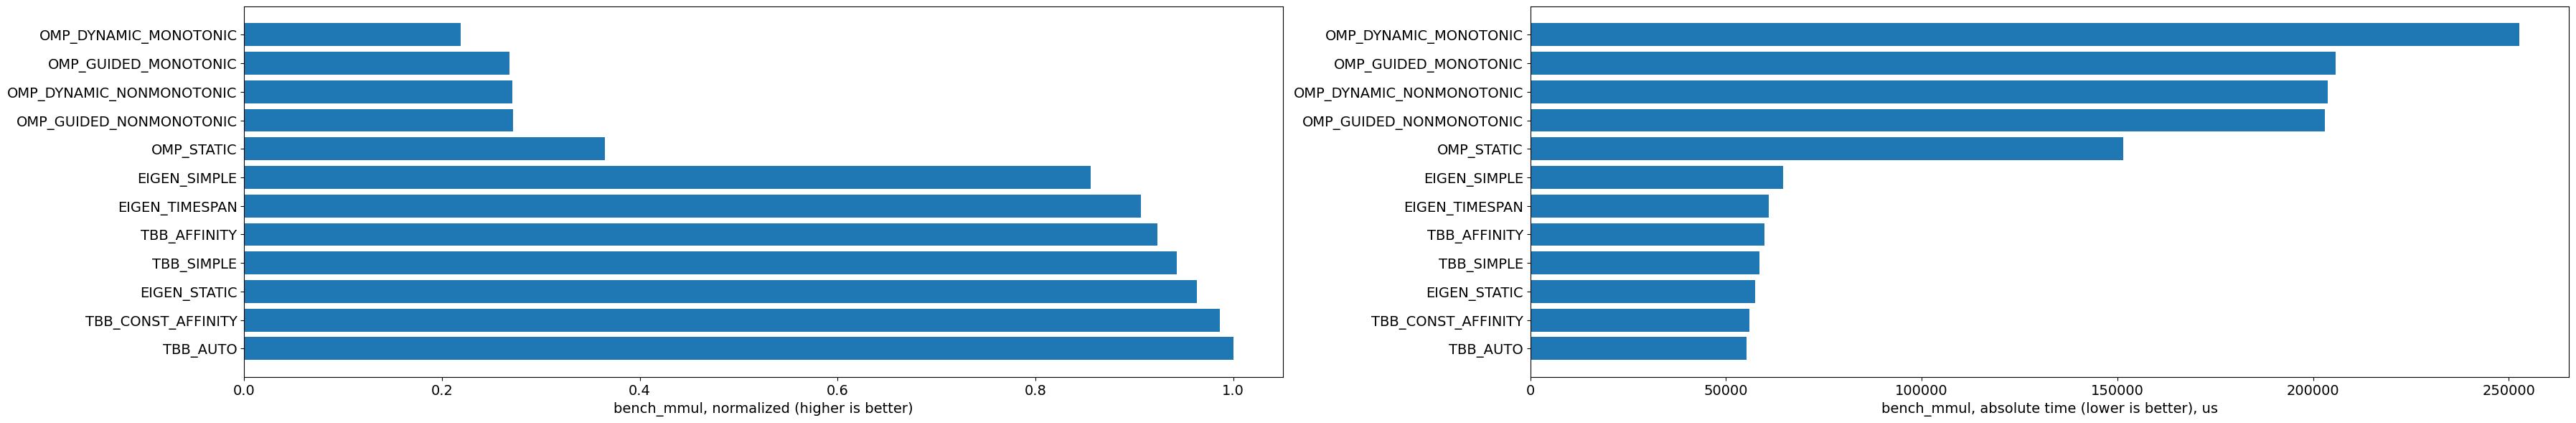 OMP_DYNAMIC_MONOTONIC
OMP_GUIDED_MONOTONIC
OMP_DYNAMIC_NONMONOTONIC
OMP_GUIDED_NONMONOTONIC
OMP_STATIC
EIGEN_SIMPLE
EIGEN_TIMESPAN
TBB_AFFINITY
TBB_SIMPLE
EIGEN_STATIC
TBB_CONST_AFFINITY
TBB_AUTO
0.0 0.2 0.4 0.6 0.8 1.0
bench_mmul, normalized (higher is better)
OMP_DYNAMIC_MONOTONIC
OMP_GUIDED_MONOTONIC
OMP_DYNAMIC_NONMONOTONIC
OMP_GUIDED_NONMONOTONIC
OMP_STATIC
EIGEN_SIMPLE
EIGEN_TIMESPAN
TBB_AFFINITY
TBB_SIMPLE
EIGEN_STATIC
TBB_CONST_AFFINITY
TBB_AUTO
0 50000 100000 150000 200000 250000
bench_mmul, absolute time (lower is better), us